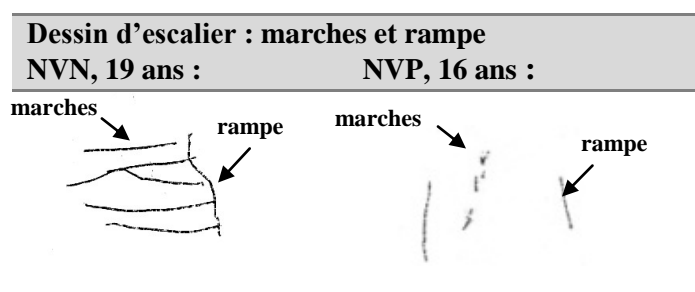 Dessin d’escalier : marches et rampe
NVN, 19 ans : NVP, 16 ans :
marches rampe marches rampe